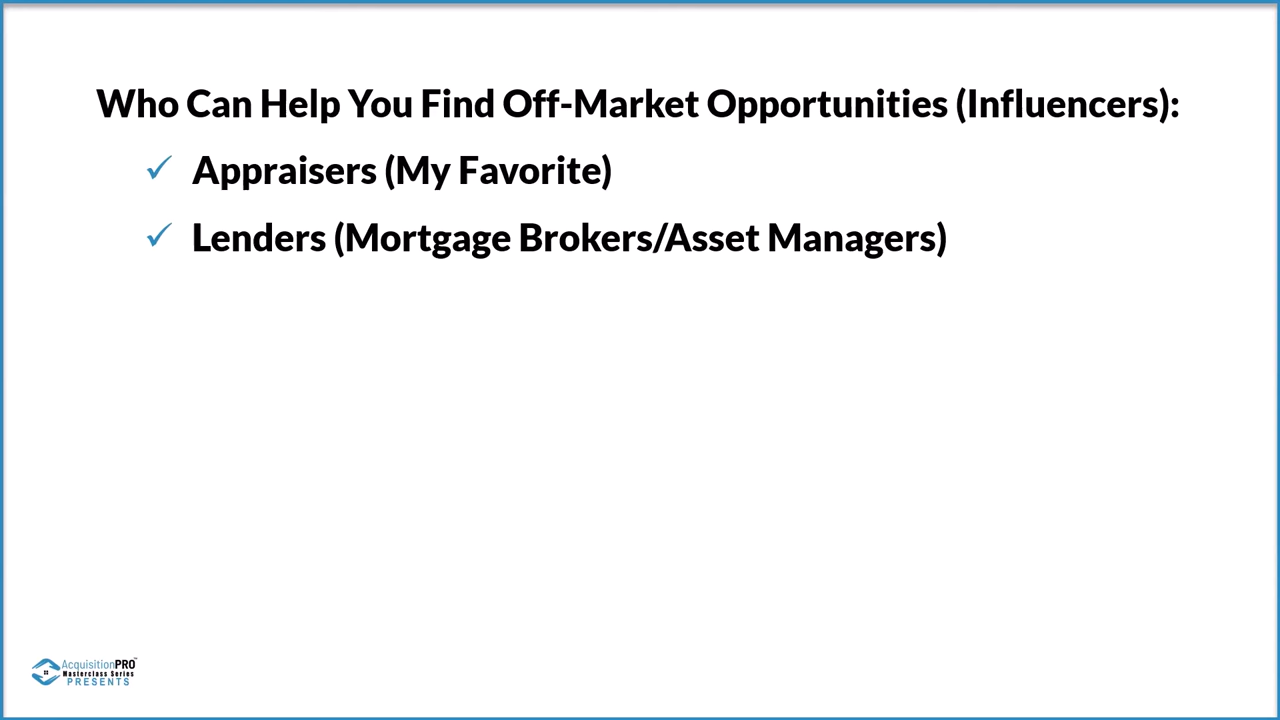 Who Can Help You Find Off-Market Opportunities (Influencers):
✓ Appraisers (My Favorite)
✓ Lenders (Mortgage Brokers/Asset Managers)
AcquisitionPRO™
Masterclass Series
PRESENTS